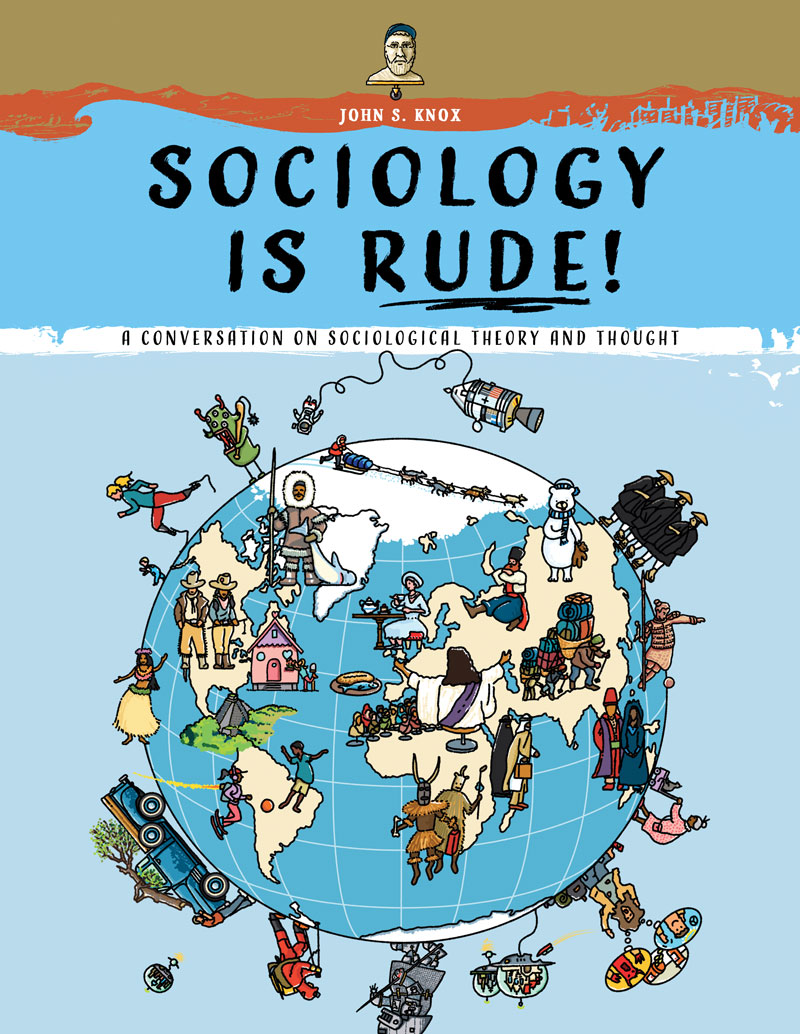 JOHN S. KNOX
SOCIOLOGY
IS RUDE!
A CONVERSATION ON SOCIOLOGICAL THEORY AND THOUGHT